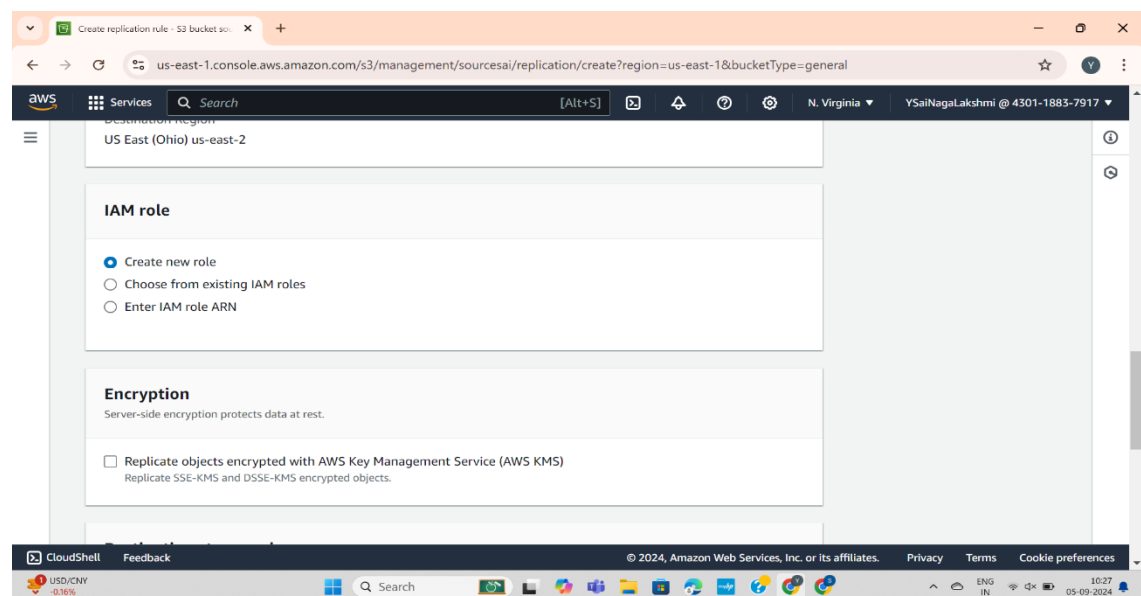 Create replication rule - S3 bucket sou
us-east-1.console.aws.amazon.com/s3/management/sourcesai/replication/create?region=us-east-1&bucketType=general
Y
aws
Services
Search
[Alt+S]
N. Virginia ▼
YSaiNagaLakshmi @ 4301-1883-7917 ▼
Destination Region
US East (Ohio) us-east-2
IAM role
Create new role
Choose from existing IAM roles
Enter IAM role ARN
Encryption
Server-side encryption protects data at rest.
Replicate objects encrypted with AWS Key Management Service (AWS KMS)
Replicate SSE-KMS and DSSE-KMS encrypted objects.
CloudShell
Feedback
© 2024, Amazon Web Services, Inc. or its affiliates.
Privacy
Terms
Cookie preferences
1
USD/CNY
-0.16%
Search
ENG
IN
10:27
05-09-2024